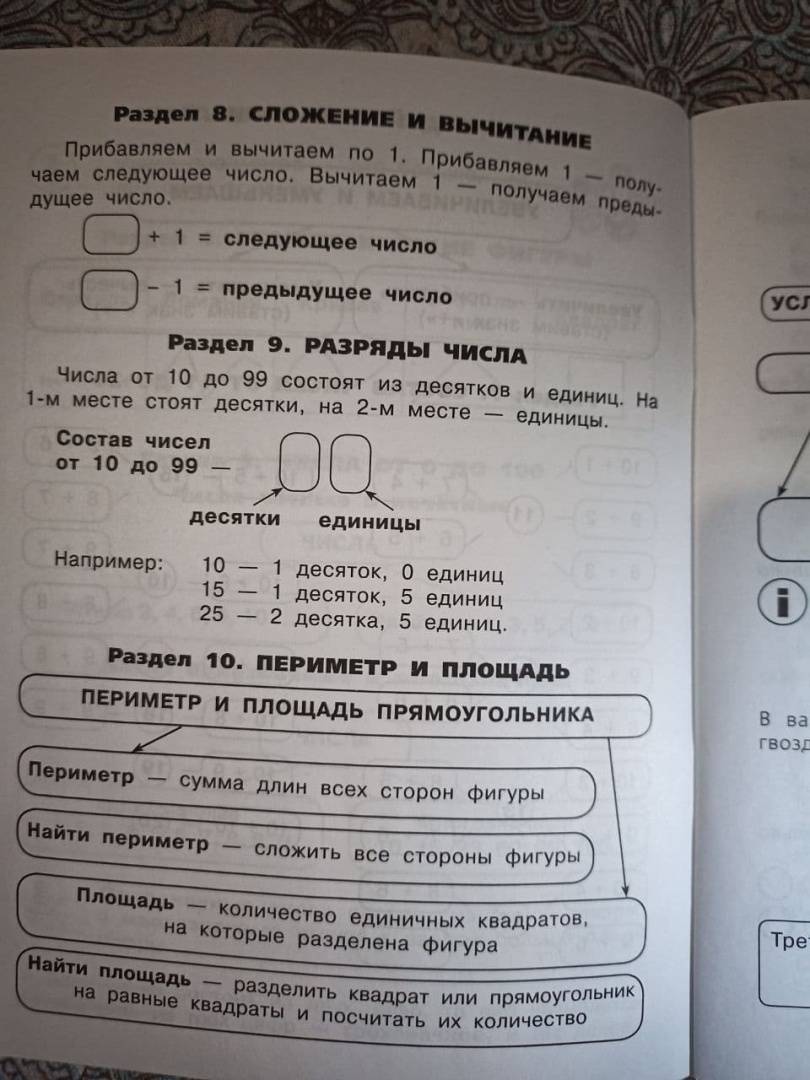 Раздел 8. СЛОЖЕНИЕ И ВЫЧИТАНИЕ
Прибавляем и вычитаем по 1. Прибавляем 1 — полу-
чаем следующее число. Вычитаем 1 — получаем преды-
дущее число.
+ 1 = следующее число
– 1 = предыдущее число
Раздел 9. РАЗРЯДЫ ЧИСЛА
Числа от 10 до 99 состоят из десятков и единиц. На
1-м месте стоят десятки, на 2-м месте — единицы.
Состав чисел
от 10 до 99 —
десятки единицы
Например: 10 — 1 десяток, 0 единиц
15 — 1 десяток, 5 единиц
25 — 2 десятка, 5 единиц.
Раздел 10. ПЕРИМЕТР И ПЛОЩАДЬ
ПЕРИМЕТР И ПЛОЩАДЬ ПРЯМОУГОЛЬНИКА
Периметр — сумма длин всех сторон фигуры
Найти периметр — сложить все стороны фигуры
Площадь — количество единичных квадратов,
на которые разделена фигура
Найти площадь — разделить квадрат или прямоугольник
на равные квадраты и посчитать их количество
УСЛ
i
В ва
гвозд
Трет